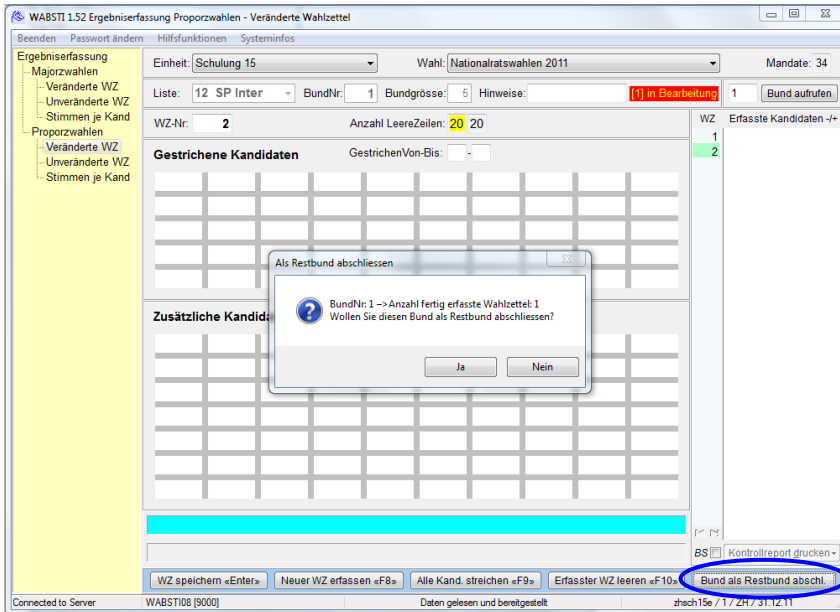 WABSTI 1.52 Ergebniserfassung Proporzwahlen - Veränderte Wahlzettel
Beenden Passwort ändern Hilfsfunktionen Systeminfos
Ergebniserfassung
Majorzwahlen
Veränderte WZ
Unveränderte WZ
Stimmen je Kand
Proporzwahlen
Veränderte WZ
Unveränderte WZ
Stimmen je Kand
Einheit: Schulung 15 Wahl: Nationalratswahlen 2011 Mandate: 34
Liste: 12 SP Inter BundNr: 1 Bundgrösse: 5 Hinweise: [1] in Bearbeitung 1 Bund aufrufen
WZ-Nr: 2 Anzahl LeereZeilen: 20 20
WZ Erfasste Kandidaten -/+
1
2
Gestrichene Kandidaten GestrichenVon-Bis: -
Als Restbund abschliessen
BundNr: 1 -->Anzahl fertig erfasste Wahlzettel: 1
Wollen Sie diesen Bund als Restbund abschliessen?
Ja Nein
Zusätzliche Kandida
BS Kontrollreport drucken
WZ speichern «Enter» Neuer WZ erfassen «F8» Alle Kand. streichen «F9» Erfasster WZ leeren «F10» Bund als Restbund abschl.
Connected to Server WABSTI08 [9000] Daten gelesen und bereitgestellt zhsch15e / 1 / ZH / 31.12.11